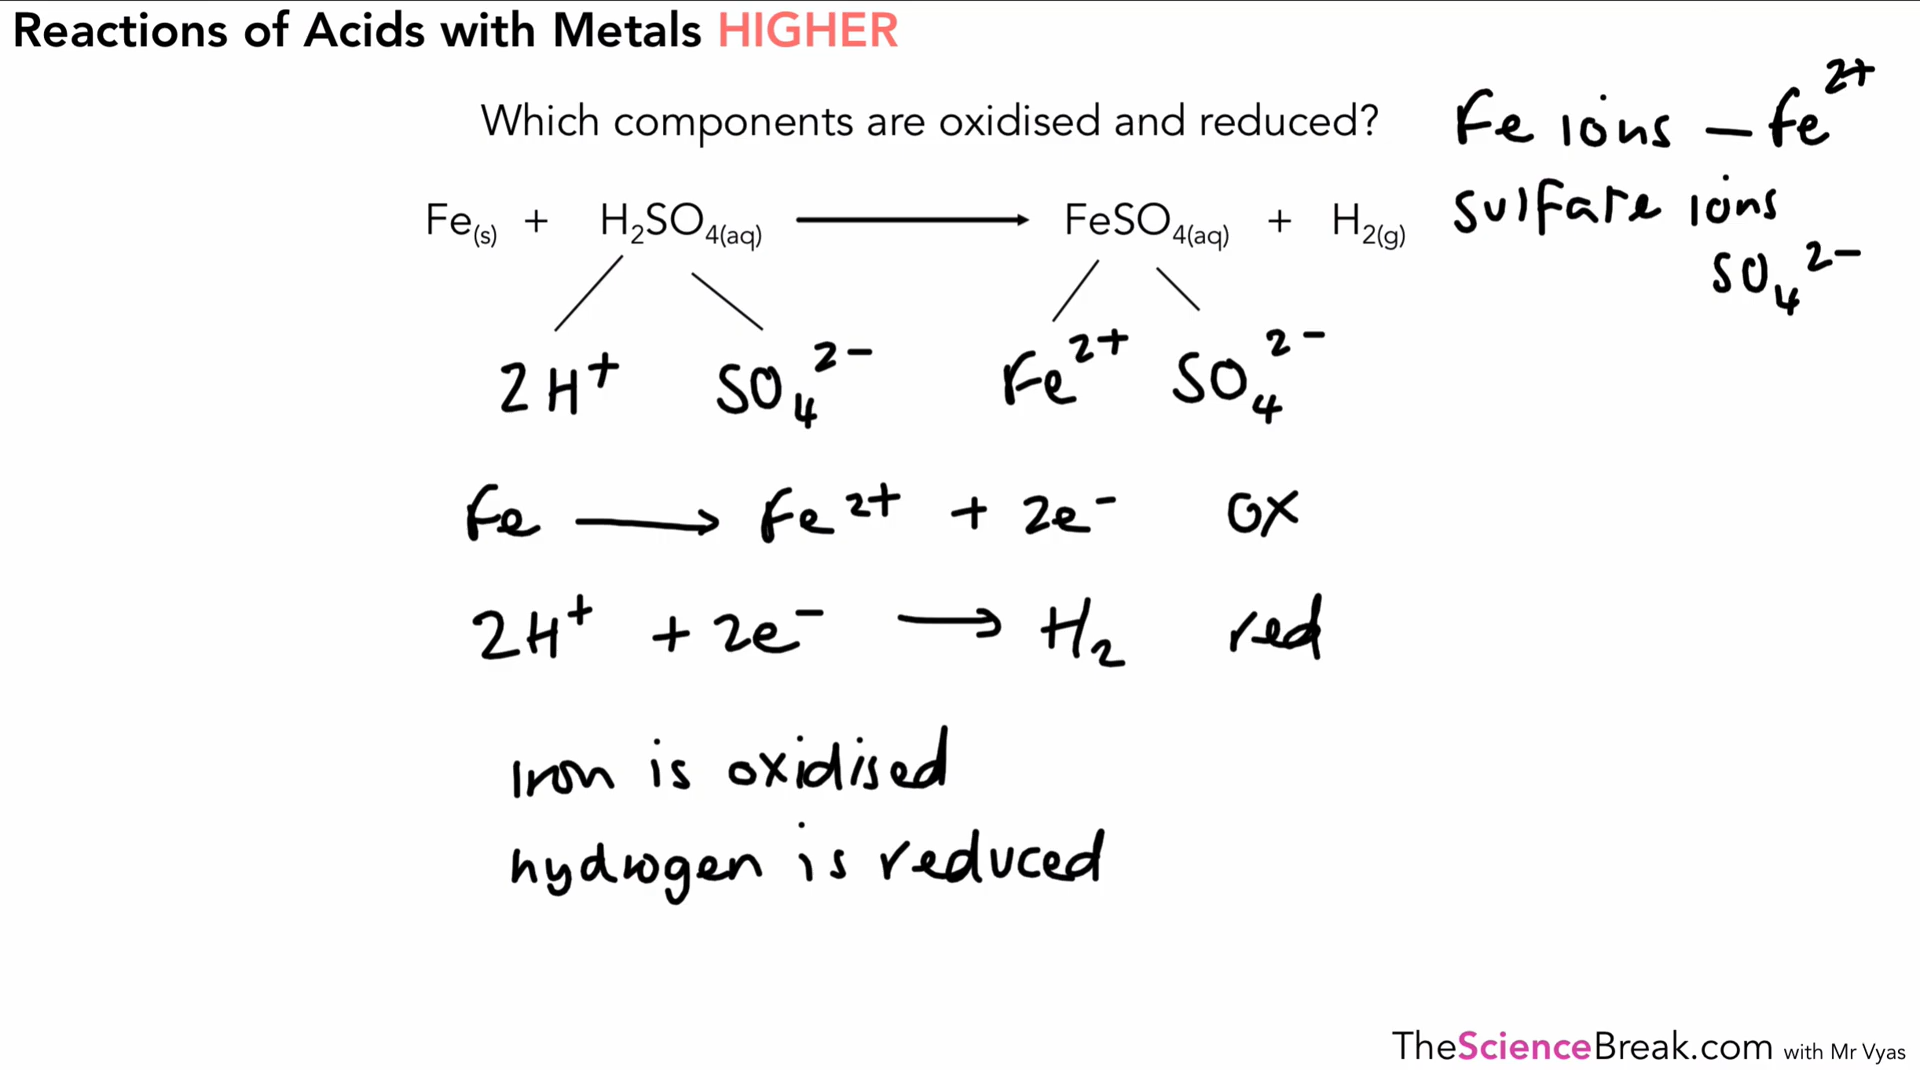 Reactions of Acids with Metals HIGHER
Which components are oxidised and reduced?
Fe ions – Fe²⁺
sulfate ions
SO₄²⁻
Fe(s) + H₂SO₄(aq) ⟶ FeSO₄(aq) + H₂(g)
2H⁺ SO₄²⁻ Fe²⁺ SO₄²⁻
Fe ⟶ Fe²⁺ + 2e⁻ ox
2H⁺ + 2e⁻ ⟶ H₂ red
Iron is oxidised
hydrogen is reduced
TheScienceBreak.com with Mr Vyas